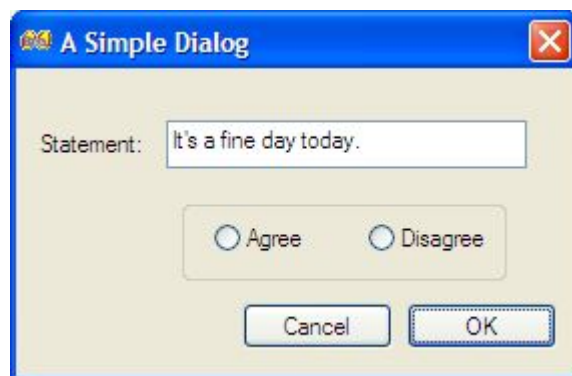 A Simple Dialog
Statement: It's a fine day today.
Agree Disagree
Cancel OK